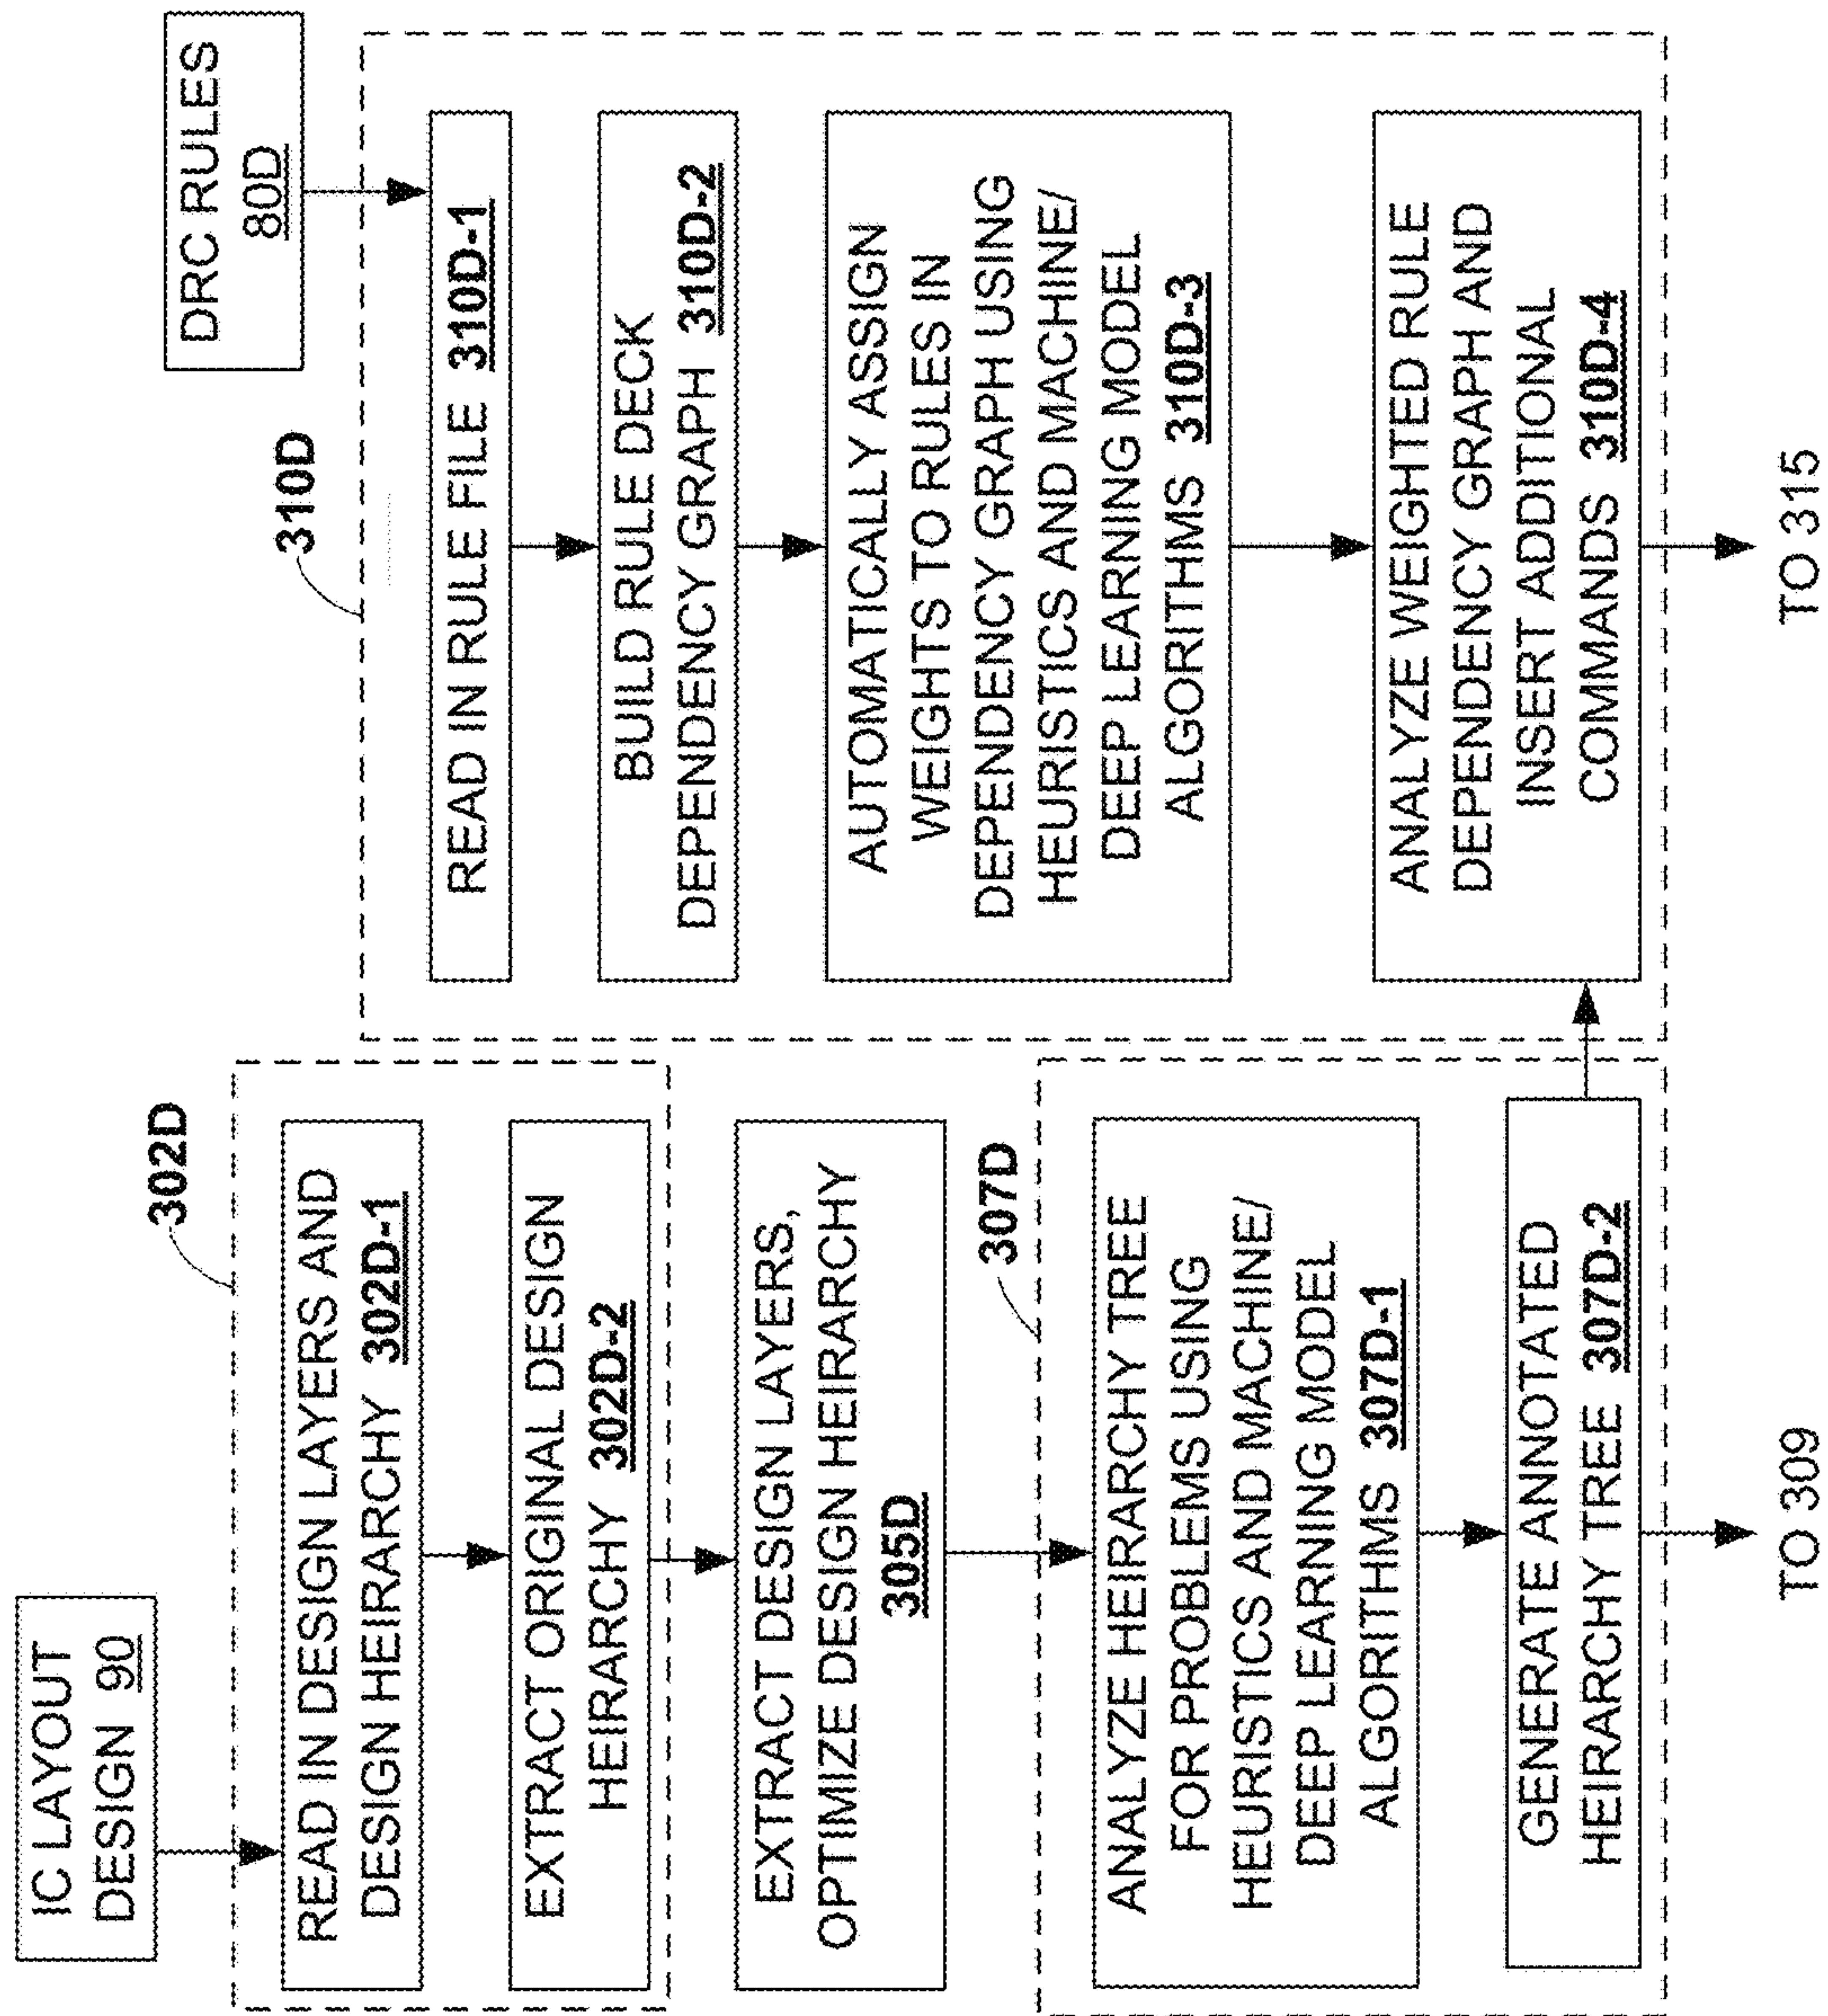 IC LAYOUT
DESIGN 90
302D
READ IN DESIGN LAYERS AND
DESIGN HEIRARCHY 302D-1
EXTRACT ORIGINAL DESIGN
HEIRARCHY 302D-2
EXTRACT DESIGN LAYERS,
OPTIMIZE DESIGN HEIRARCHY
305D
307D
ANALYZE HEIRARCHY TREE
FOR PROBLEMS USING
HEURISTICS AND MACHINE/
DEEP LEARNING MODEL
ALGORITHMS 307D-1
GENERATE ANNOTATED
HEIRARCHY TREE 307D-2
TO 309
DRC RULES
80D
310D
READ IN RULE FILE 310D-1
BUILD RULE DECK
DEPENDENCY GRAPH 310D-2
AUTOMATICALLY ASSIGN
WEIGHTS TO RULES IN
DEPENDENCY GRAPH USING
HEURISTICS AND MACHINE/
DEEP LEARNING MODEL
ALGORITHMS 310D-3
ANALYZE WEIGHTED RULE
DEPENDENCY GRAPH AND
INSERT ADDITIONAL
COMMANDS 310D-4
TO 315